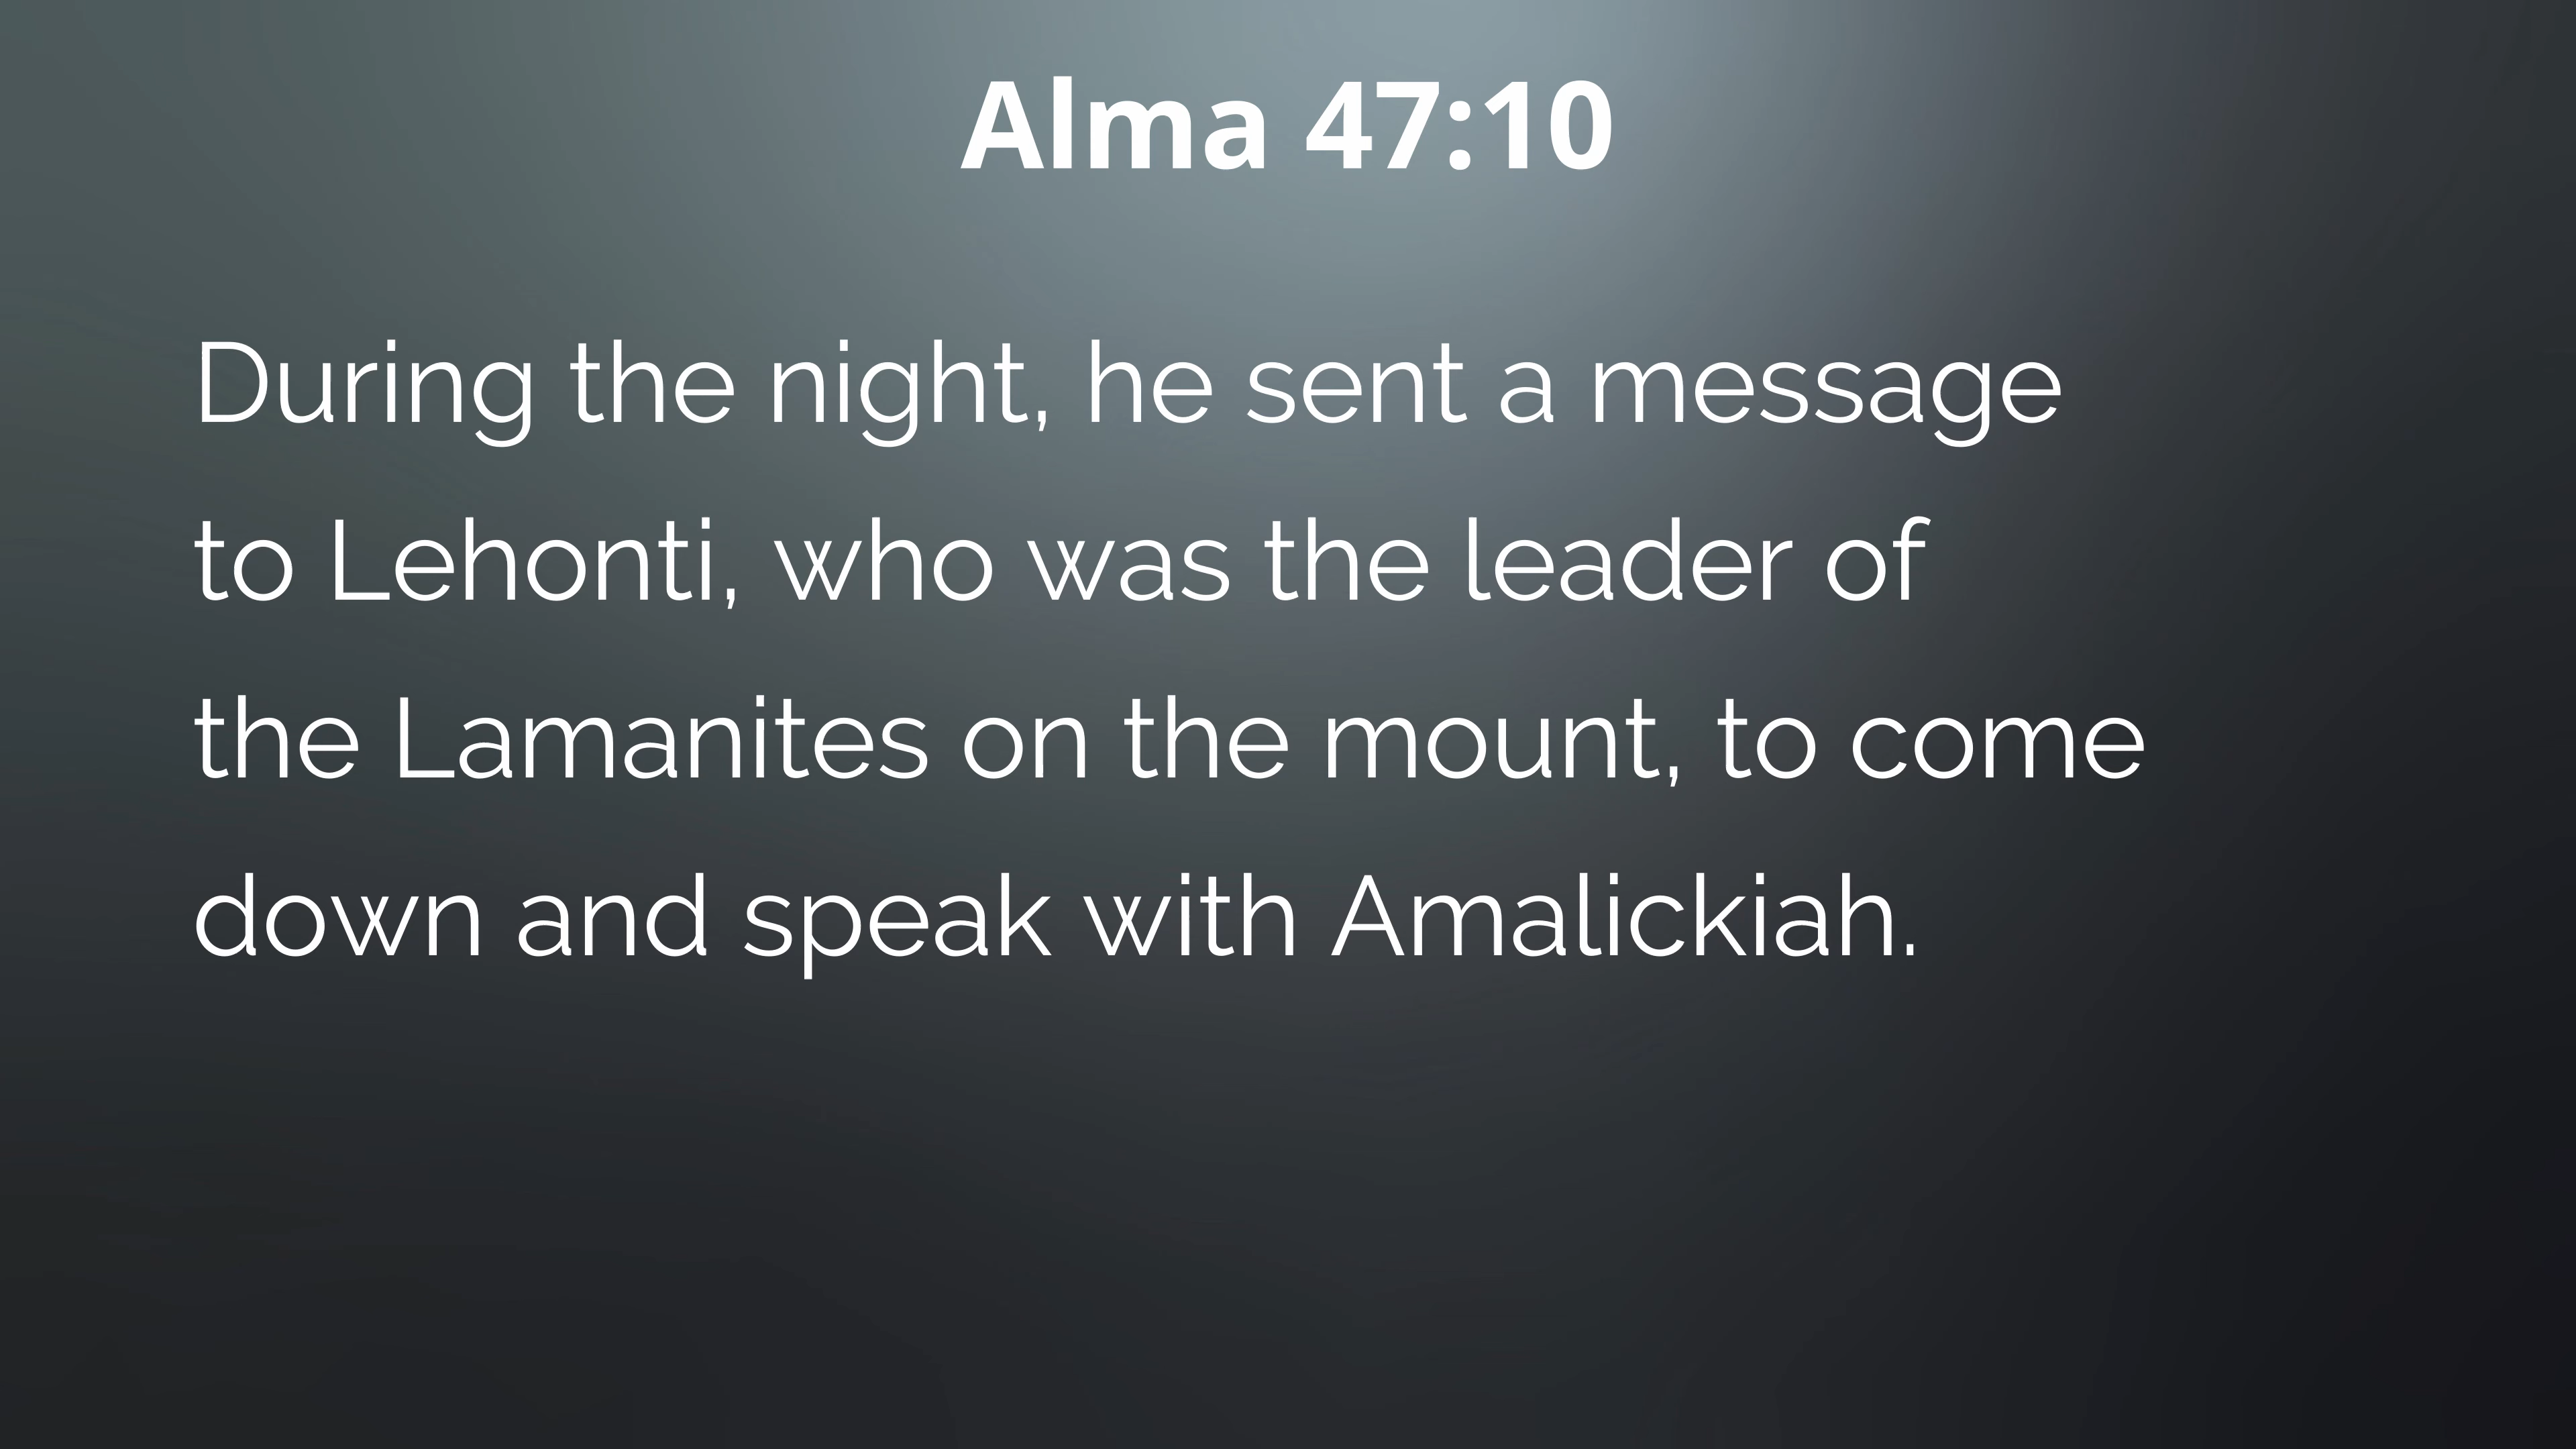 Alma 47:10
During the night, he sent a message
to Lehonti, who was the leader of
the Lamanites on the mount, to come
down and speak with Amalickiah.